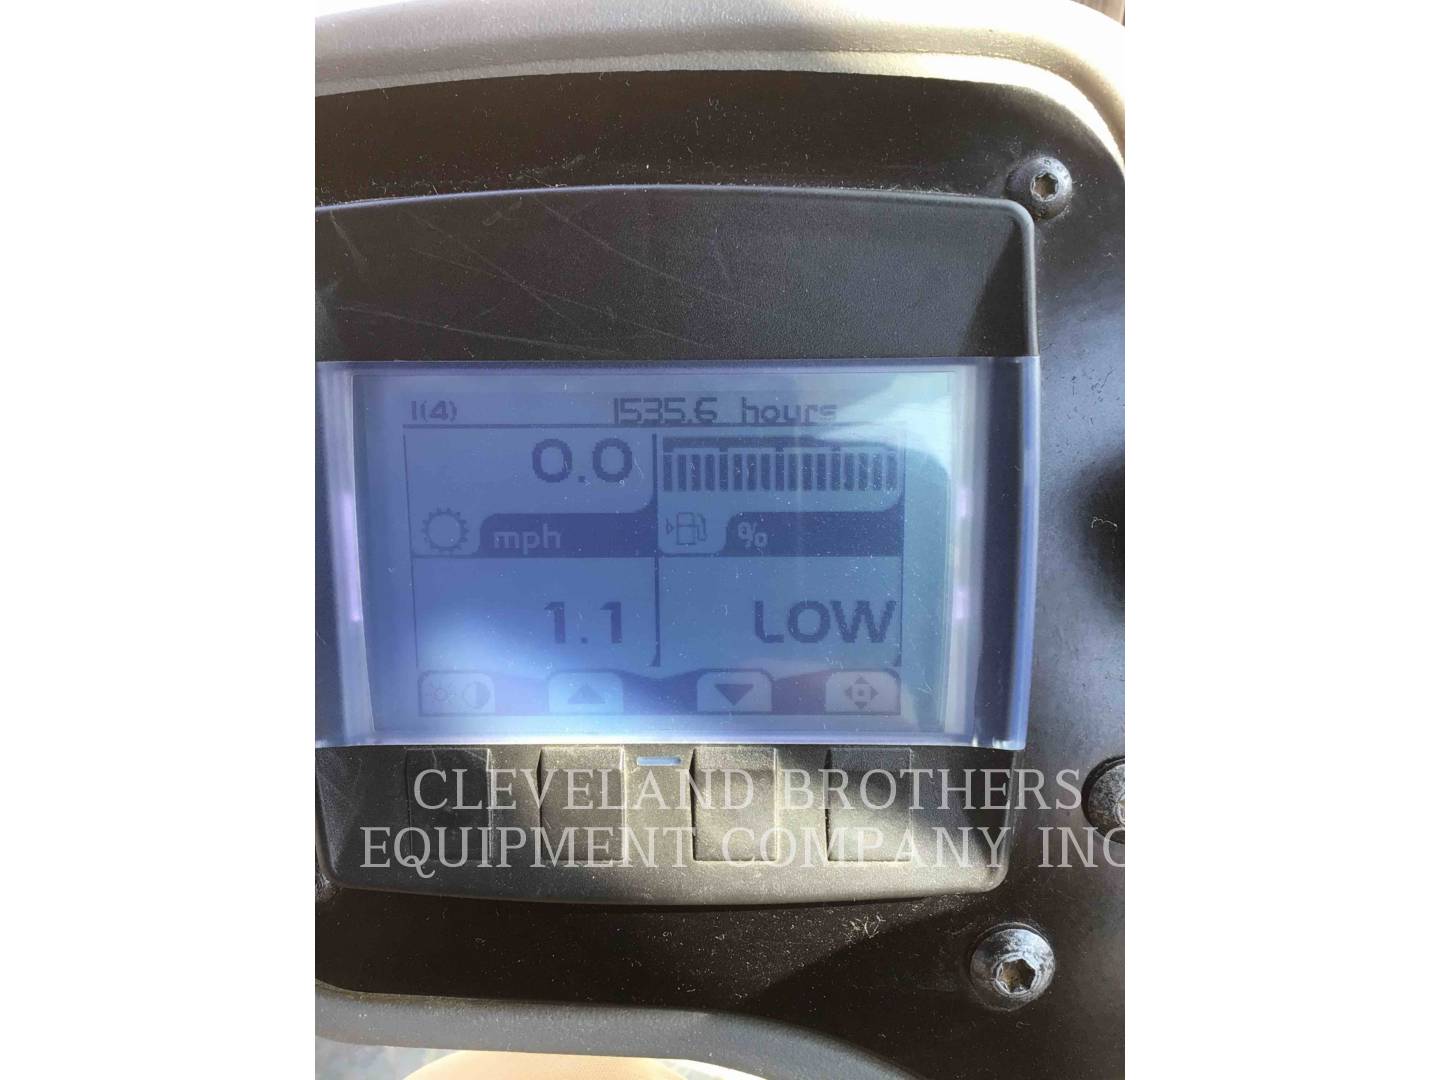 1(4) 1535.6 hours
0.0
mph %
1.1 LOW
CLEVELAND BROTHERS
EQUIPMENT COMPANY INC